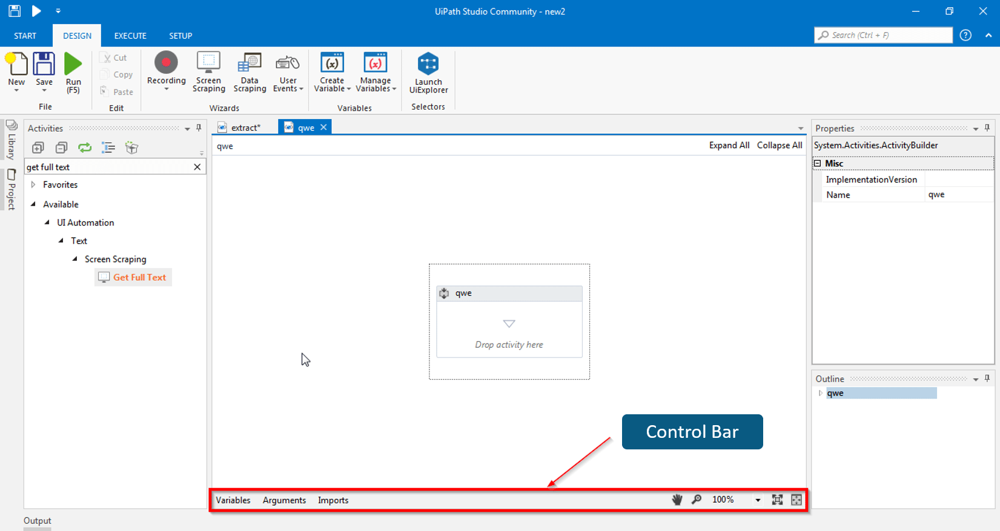 UiPath Studio Community - new2
START DESIGN EXECUTE SETUP
Search (Ctrl + F)
?
New
Save
Run
(F5)
File
Cut
Copy
Paste
Edit
Recording
Screen
Scraping
Data
Scraping
User
Events
Wizards
(x)
Create
Variable
(x)
Manage
Variables
Variables
Launch
UiExplorer
Selectors
Library
Project
Activities
get full text
Favorites
Available
UI Automation
Text
Screen Scraping
Get Full Text
extract*
qwe
qwe
Expand All Collapse All
qwe
Drop activity here
Control Bar
Variables Arguments Imports
100%
Properties
System.Activities.ActivityBuilder
Misc
ImplementationVersion
Name qwe
Outline
qwe
Output